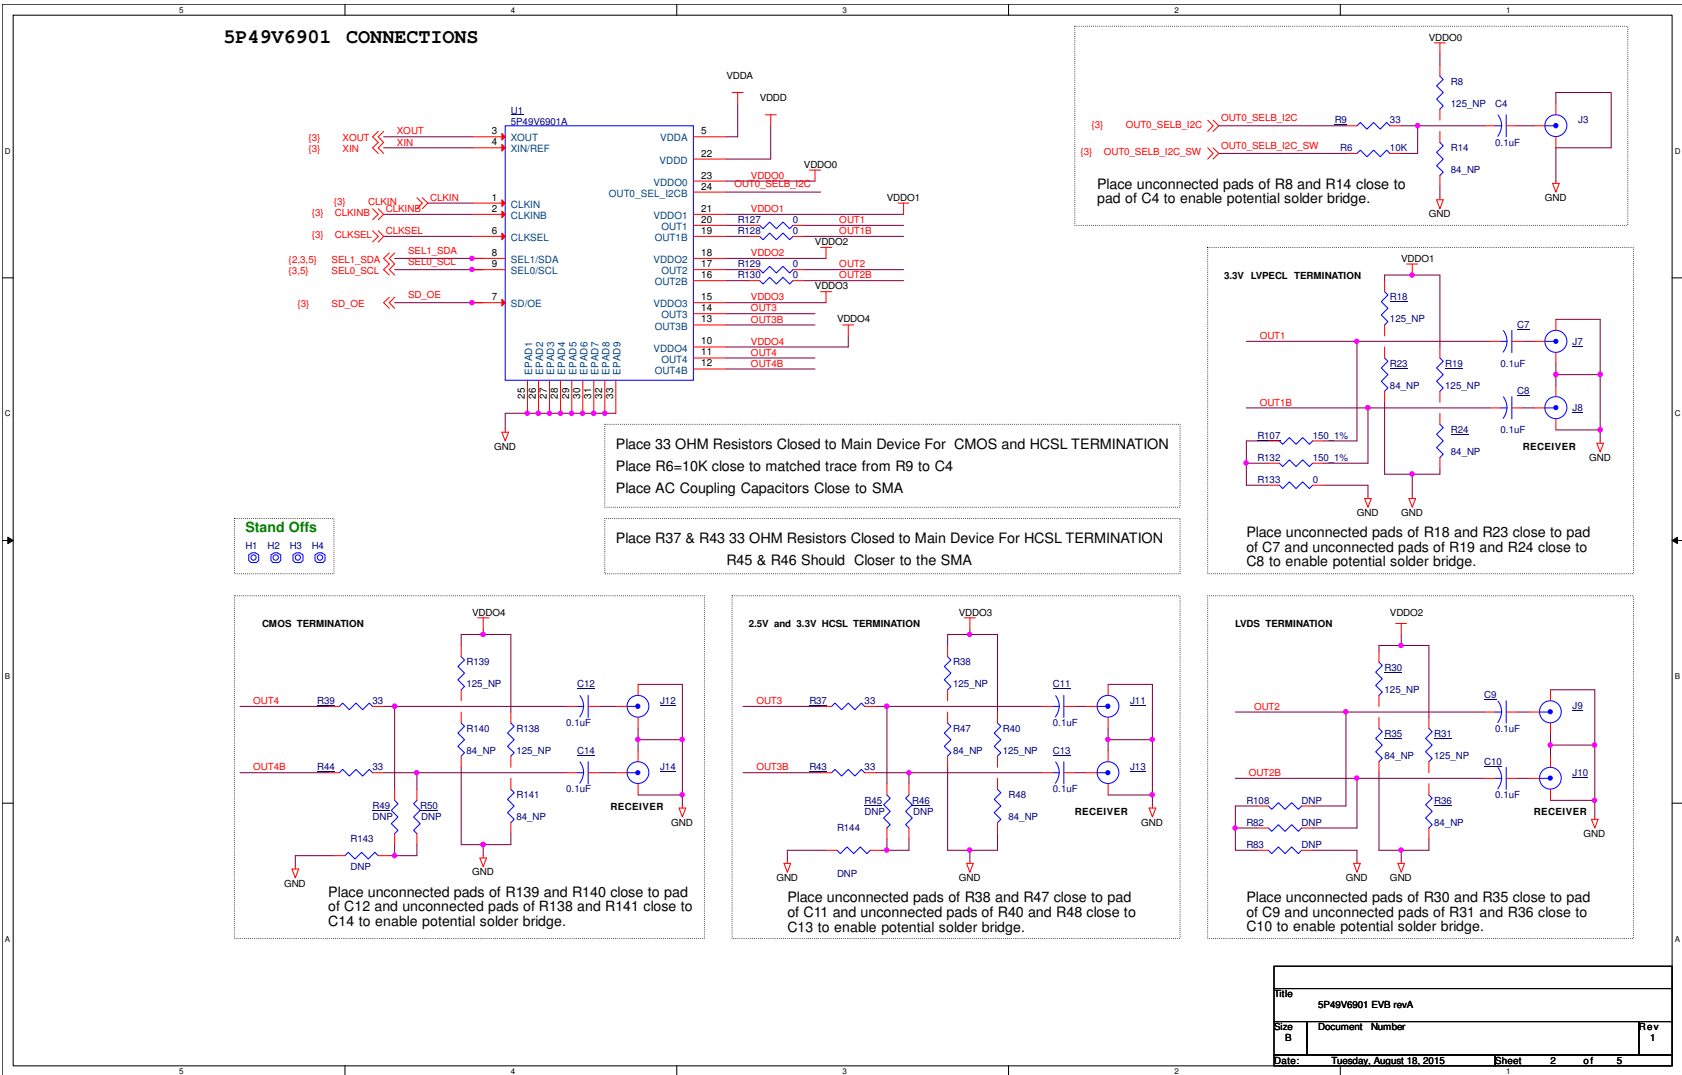 5 4 3 2 1
5P49V6901 CONNECTIONS
U1
5P49V6901A
{3} XOUT XOUT 3 XOUT
{3} XIN XIN 4 XIN/REF
{3} CLKIN CLKIN 1 CLKIN
{3} CLKINB CLKINB 2 CLKINB
{3} CLKSEL CLKSEL 6 CLKSEL
{2,3,5} SEL1_SDA SEL1_SDA 8 SEL1/SDA
{3,5} SEL0_SCL SEL0_SCL 9 SEL0/SCL
{3} SD_OE SD_OE 7 SD/OE
VDDA
VDDD
VDDA 5
VDDD 22
VDDO0
VDDO0 23 VDDO0
OUT0_SEL_I2CB 24 OUT0_SELB_I2C
VDDO1
VDDO1 21 VDDO1
OUT1 20 R127 0 OUT1
OUT1B 19 R128 0 OUT1B
VDDO2
VDDO2 18 VDDO2
OUT2 17 R129 0 OUT2
OUT2B 16 R130 0 OUT2B
VDDO3
VDDO3 15 VDDO3
OUT3 14 OUT3
OUT3B 13 OUT3B
VDDO4
VDDO4 10 VDDO4
OUT4 11 OUT4
OUT4B 12 OUT4B
EPAD1 EPAD2 EPAD3 EPAD4 EPAD5 EPAD6 EPAD7 EPAD8 EPAD9
25 26 27 28 29 30 31 32 33
GND
VDDO0
R8
125_NP C4
{3} OUT0_SELB_I2C OUT0_SELB_I2C R9 33 J3
0.1uF
{3} OUT0_SELB_I2C_SW OUT0_SELB_I2C_SW R6 10K R14
84_NP
Place unconnected pads of R8 and R14 close to
pad of C4 to enable potential solder bridge.
GND
GND
VDDO1
3.3V LVPECL TERMINATION
R18
125_NP
C7
OUT1 J7
R23 R19 0.1uF
84_NP 125_NP
C8
OUT1B J8
R24 0.1uF
84_NP
R107 150_1%
R132 150_1%
R133 0
RECEIVER
GND
GND GND
Place unconnected pads of R18 and R23 close to pad
of C7 and unconnected pads of R19 and R24 close to
C8 to enable potential solder bridge.
Place 33 OHM Resistors Closed to Main Device For CMOS and HCSL TERMINATION
Place R6=10K close to matched trace from R9 to C4
Place AC Coupling Capacitors Close to SMA
Place R37 & R43 33 OHM Resistors Closed to Main Device For HCSL TERMINATION
R45 & R46 Should Closer to the SMA
Stand Offs
H1 H2 H3 H4
VDDO4
CMOS TERMINATION
R139
125_NP
C12
OUT4 R39 33 J12
0.1uF
R140 R138
84_NP 125_NP
C14
OUT4B R44 33 J14
0.1uF
R141
84_NP
R49 R50
DNP DNP
R143
DNP
RECEIVER
GND
GND GND
Place unconnected pads of R139 and R140 close to pad
of C12 and unconnected pads of R138 and R141 close to
C14 to enable potential solder bridge.
VDDO3
2.5V and 3.3V HCSL TERMINATION
R38
125_NP
C11
OUT3 R37 33 J11
0.1uF
R47 R40
84_NP 125_NP
C13
OUT3B R43 33 J13
0.1uF
R48
84_NP
R45 R46
DNP DNP
R144
DNP
RECEIVER
GND
GND GND
Place unconnected pads of R38 and R47 close to pad
of C11 and unconnected pads of R40 and R48 close to
C13 to enable potential solder bridge.
VDDO2
LVDS TERMINATION
R30
125_NP
C9
OUT2 J9
0.1uF
R35 R31
84_NP 125_NP
C10
OUT2B J10
0.1uF
R36
84_NP
R108 DNP
R82 DNP
R83 DNP
RECEIVER
GND
GND GND
Place unconnected pads of R30 and R35 close to pad
of C9 and unconnected pads of R31 and R36 close to
C10 to enable potential solder bridge.
Title
5P49V6901 EVB revA
Size Document Number Rev
B 1
Date: Tuesday, August 18, 2015 Sheet 2 of 5
D D
C C
B B
A A
5 4 3 2 1